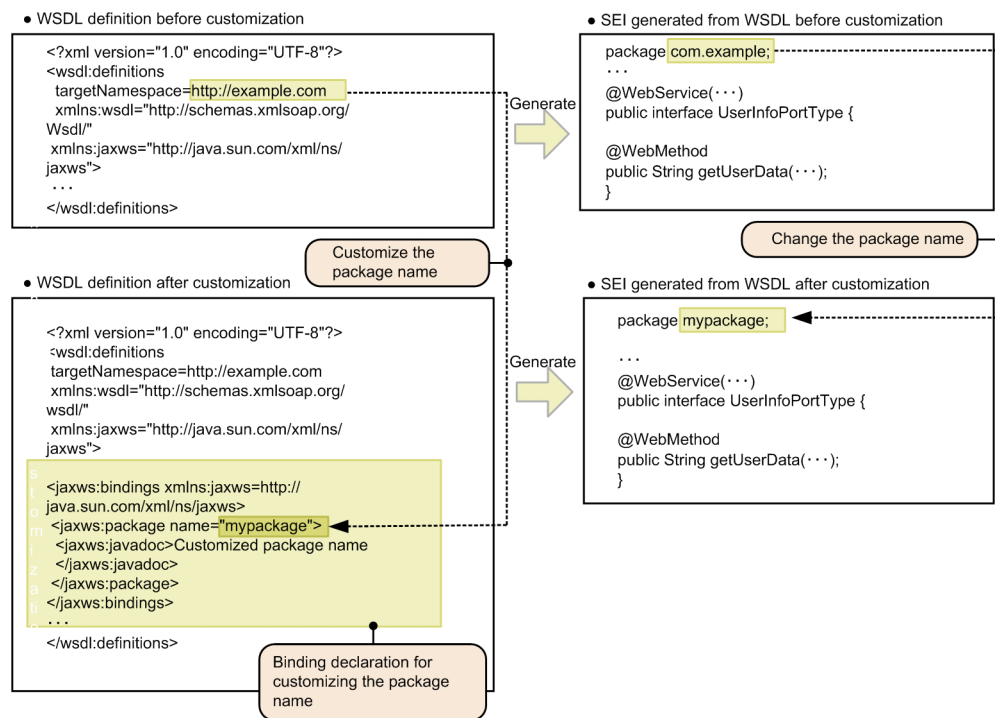 ● WSDL definition before customization
<?xml version="1.0" encoding="UTF-8"?>
<wsdl:definitions
targetNamespace=http://example.com
xmlns:wsdl="http://schemas.xmlsoap.org/
Wsdl/"
xmlns:jaxws="http://java.sun.com/xml/ns/
jaxws">
···
</wsdl:definitions>
Generate
● SEI generated from WSDL before customization
package com.example;
···
@WebService(···)
public interface UserInfoPortType {
@WebMethod
public String getUserData(···);
}
Customize the
package name
Change the package name
● WSDL definition after customization
<?xml version="1.0" encoding="UTF-8"?>
<wsdl:definitions
targetNamespace=http://example.com
xmlns:wsdl="http://schemas.xmlsoap.org/
wsdl/"
xmlns:jaxws="http://java.sun.com/xml/ns/
jaxws">
<jaxws:bindings xmlns:jaxws=http://
java.sun.com/xml/ns/jaxws>
<jaxws:package name="mypackage">
<jaxws:javadoc>Customized package name
</jaxws:javadoc>
</jaxws:package>
</jaxws:bindings>
···
</wsdl:definitions>
Binding declaration for
customizing the package
name
Generate
● SEI generated from WSDL after customization
package mypackage;
···
@WebService(···)
public interface UserInfoPortType {
@WebMethod
public String getUserData(···);
}